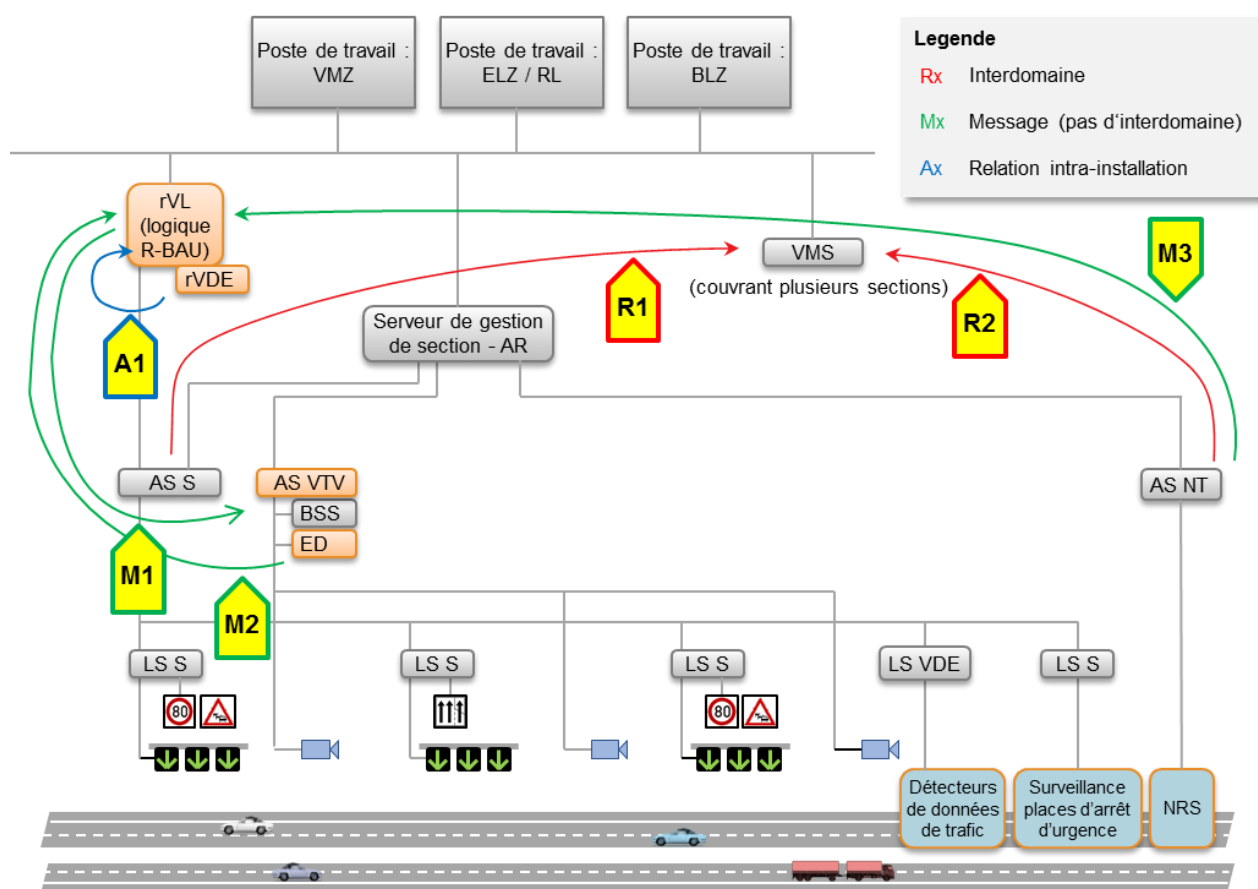 Poste de travail :
VMZ
Poste de travail :
ELZ / RL
Poste de travail :
BLZ
Legende
Rx Interdomaine
Mx Message (pas d'interdomaine)
Ax Relation intra-installation
rVL
(logique
R-BAU)
rVDE
VMS
(couvrant plusieurs sections)
M3
R1
R2
Serveur de gestion
de section - AR
A1
AS S
AS VTV
BSS
ED
AS NT
M1
M2
LS S
LS S
LS S
LS VDE
LS S
80
80
Détecteurs
de données
de trafic
Surveillance
places d'arrêt
d'urgence
NRS